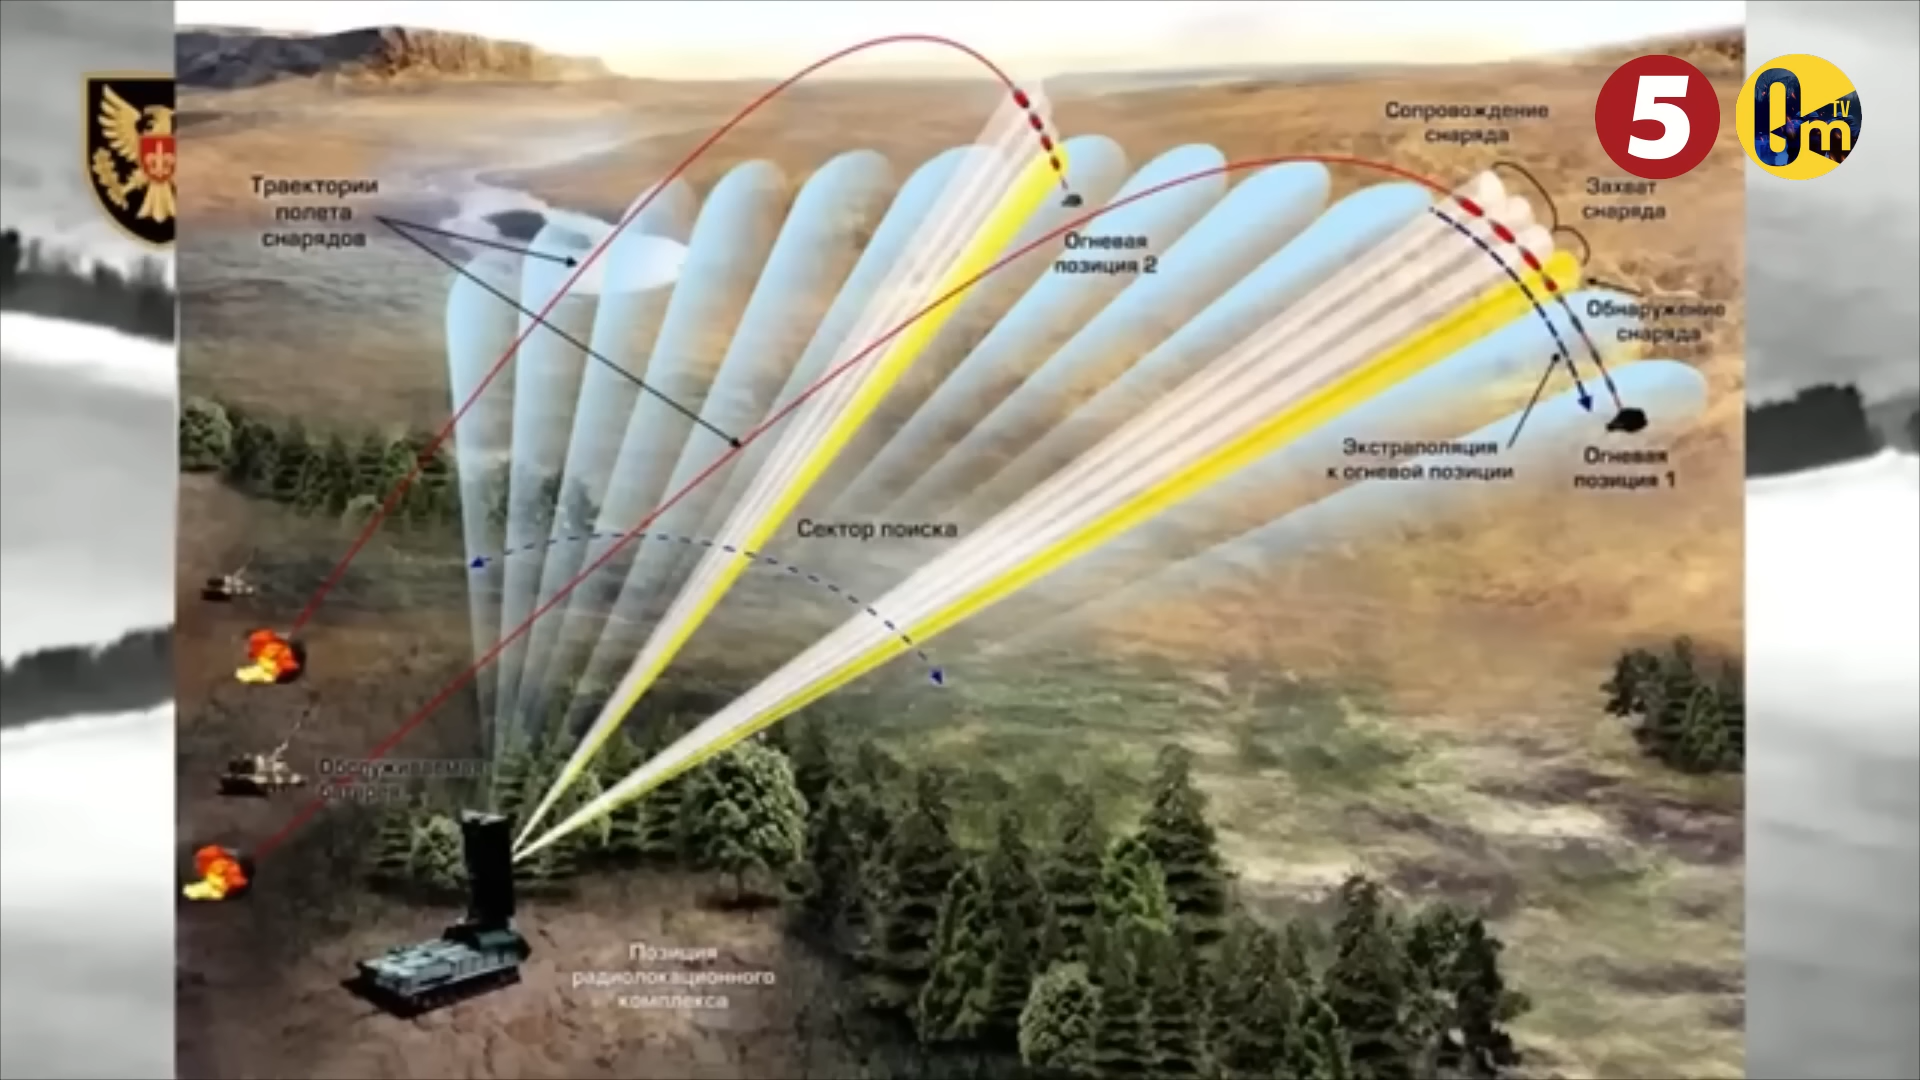 5
TV
m
Сопровождение
снаряда
Захват
снаряда
Траектории
полета
снарядов
Огневая
позиция 2
Обнаружение
снаряда
Экстраполяция
к огневой позиции
Огневая
позиция 1
Сектор поиска
Обслуживаемая
батарея
Позиция
радиолокационного
комплекса